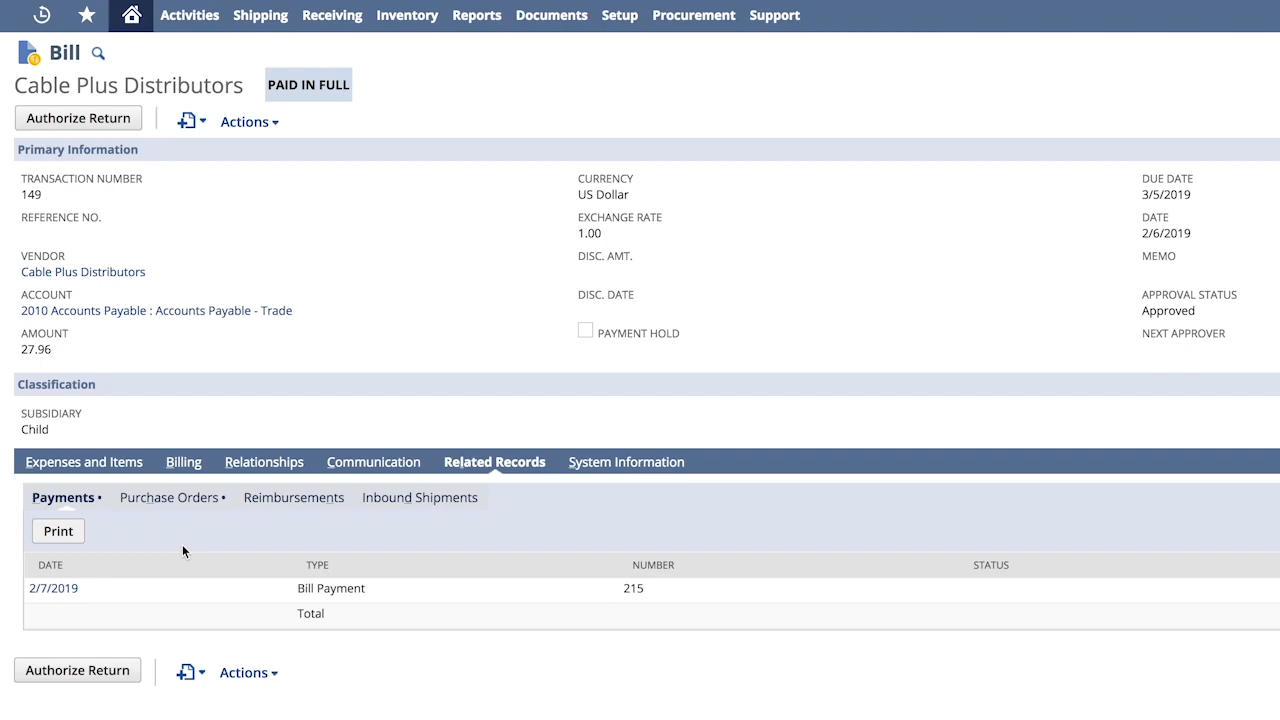 Activities Shipping Receiving Inventory Reports Documents Setup Procurement Support
Bill
Cable Plus Distributors PAID IN FULL
Authorize Return Actions
Primary Information
TRANSACTION NUMBER CURRENCY DUE DATE
149 US Dollar 3/5/2019
REFERENCE NO. EXCHANGE RATE DATE
1.00 2/6/2019
VENDOR DISC. AMT. MEMO
Cable Plus Distributors
ACCOUNT DISC. DATE APPROVAL STATUS
2010 Accounts Payable : Accounts Payable - Trade Approved
AMOUNT PAYMENT HOLD NEXT APPROVER
27.96
Classification
SUBSIDIARY
Child
Expenses and Items Billing Relationships Communication Related Records System Information
Payments • Purchase Orders • Reimbursements Inbound Shipments
Print
DATE TYPE NUMBER STATUS
2/7/2019 Bill Payment 215
Total
Authorize Return Actions